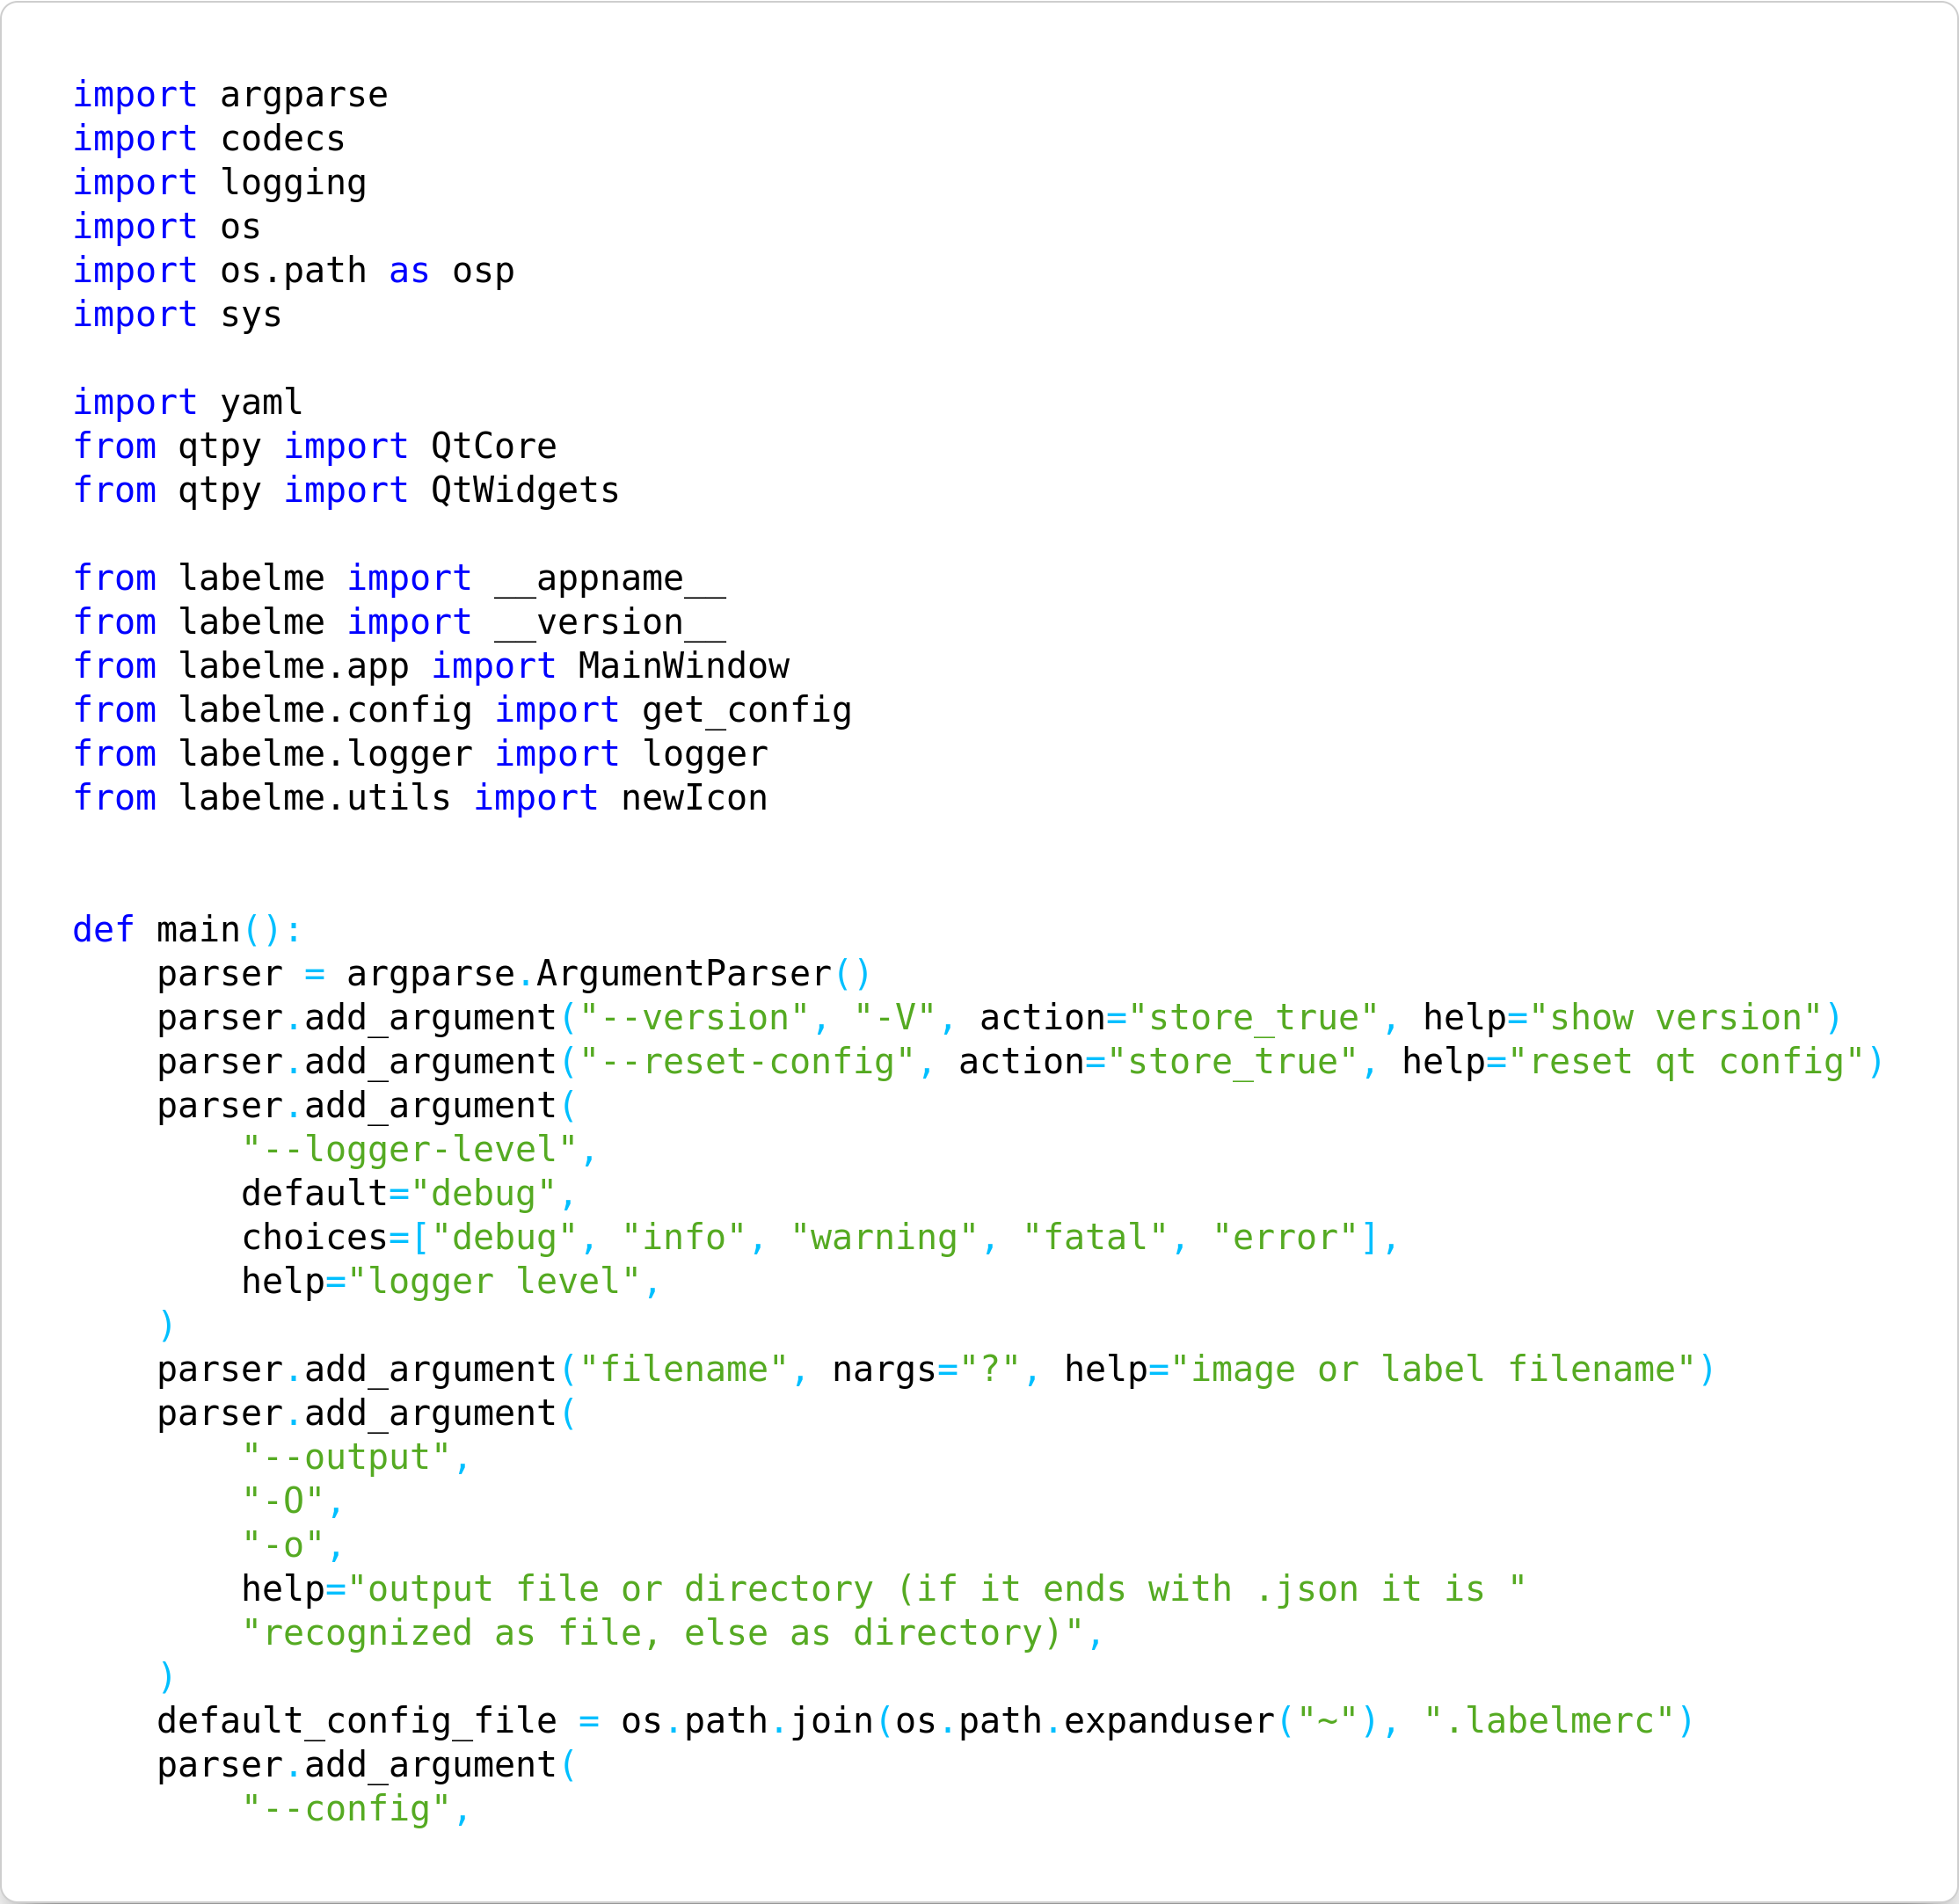 import argparse
import codecs
import logging
import os
import os.path as osp
import sys

import yaml
from qtpy import QtCore
from qtpy import QtWidgets

from labelme import __appname__
from labelme import __version__
from labelme.app import MainWindow
from labelme.config import get_config
from labelme.logger import logger
from labelme.utils import newIcon


def main():
    parser = argparse.ArgumentParser()
    parser.add_argument("--version", "-V", action="store_true", help="show version")
    parser.add_argument("--reset-config", action="store_true", help="reset qt config")
    parser.add_argument(
        "--logger-level",
        default="debug",
        choices=["debug", "info", "warning", "fatal", "error"],
        help="logger level",
    )
    parser.add_argument("filename", nargs="?", help="image or label filename")
    parser.add_argument(
        "--output",
        "-O",
        "-o",
        help="output file or directory (if it ends with .json it is "
        "recognized as file, else as directory)",
    )
    default_config_file = os.path.join(os.path.expanduser("~"), ".labelmerc")
    parser.add_argument(
        "--config",